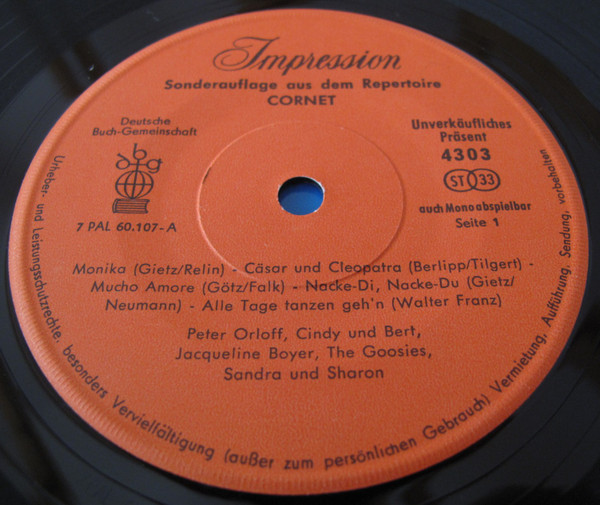 Impression
Sonderauflage aus dem Repertoire
CORNET
Deutsche
Buch-Gemeinschaft
dbg
7 PAL 60.107-A
Unverkäufliches
Präsent
4303
ST 33
auch Mono abspielbar
Seite 1
Monika (Gietz/Relin) - Cäsar und Cleopatra (Berlipp/Tilgert) -
Mucho Amore (Götz/Falk) - Nacke-Di, Nacke-Du (Gietz/
Neumann) - Alle Tage tanzen geh'n (Walter Franz)
Peter Orloff, Cindy und Bert,
Jacqueline Boyer, The Goosies,
Sandra und Sharon
Urheber- und Leistungsschutzrechte, besonders Vervielfältigung (außer zum persönlichen Gebrauch) Vermietung, Aufführung, Sendung, vorbehalten